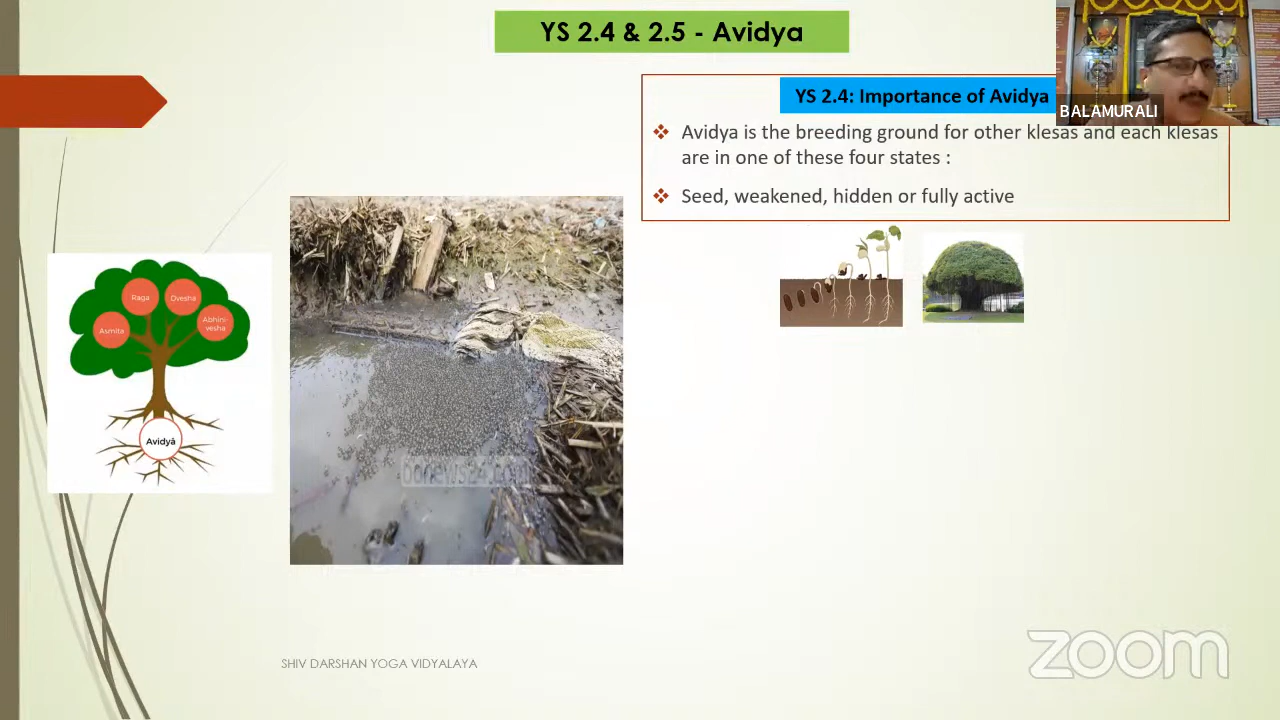 YS 2.4 & 2.5 - Avidya
YS 2.4: Importance of Avidya
BALAMURALI
❖ Avidya is the breeding ground for other klesas and each klesas
are in one of these four states :
❖ Seed, weakened, hidden or fully active
Raga
Dvesha
Asmita
Abhini-
vesha
Avidyā
SHIV DARSHAN YOGA VIDYALAYA
zoom